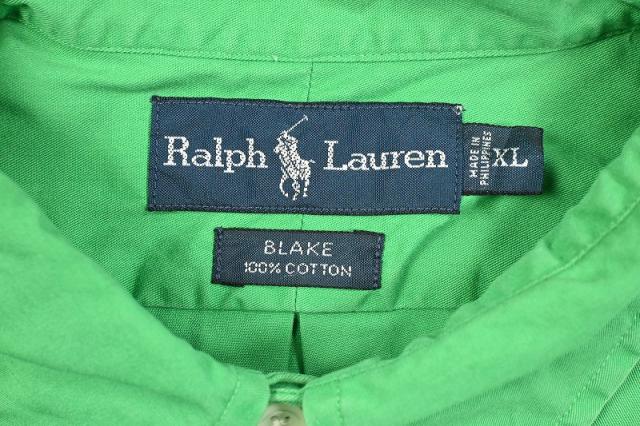 Ralph Lauren
MADE IN
PHILIPPINES
XL
BLAKE
100% COTTON